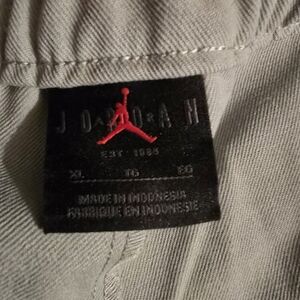 JORDAN
EST. 1985
XL TG EG
MADE IN INDONESIA
FABRIQUE EN INDONESIE